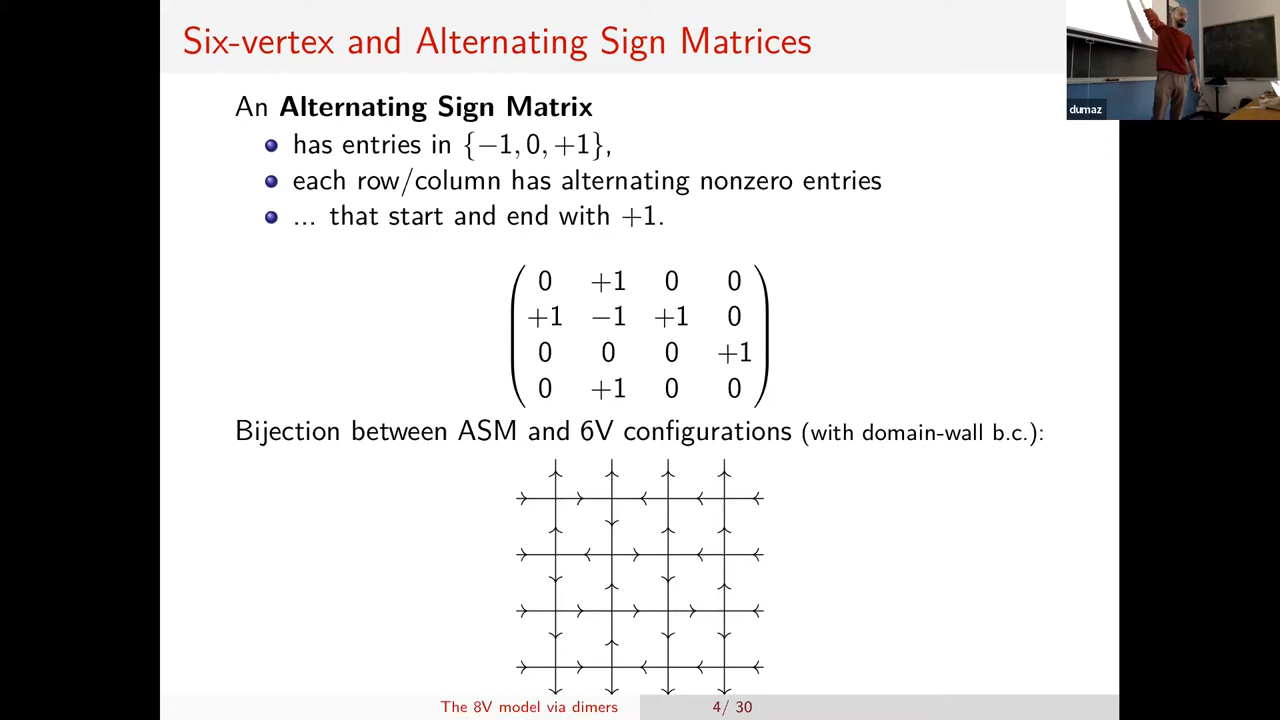 Six-vertex and Alternating Sign Matrices
dumaz
An Alternating Sign Matrix
has entries in {−1, 0, +1},
each row/column has alternating nonzero entries
... that start and end with +1.
0 +1 0 0
+1 −1 +1 0
0 0 0 +1
0 +1 0 0
Bijection between ASM and 6V configurations (with domain-wall b.c.):
The 8V model via dimers 4/ 30